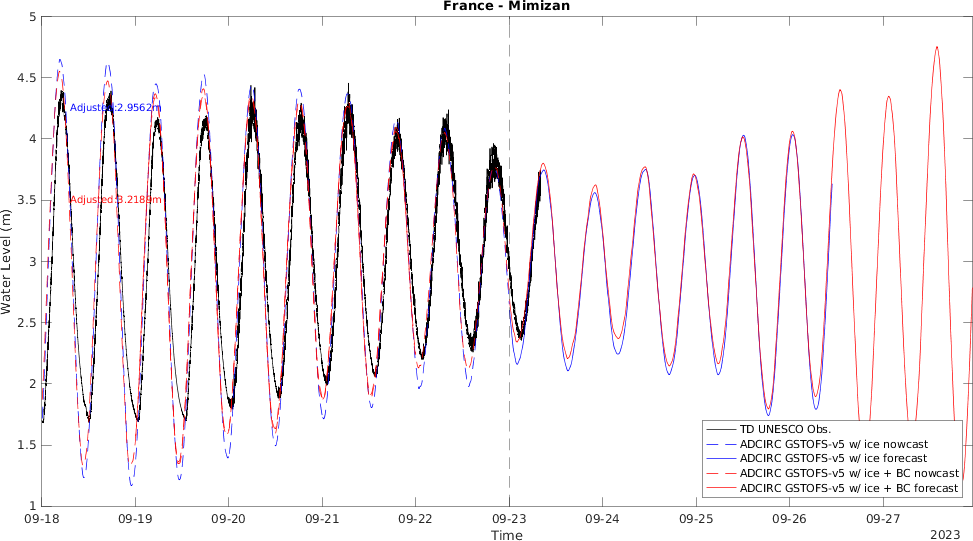 France - Mimizan
Water Level (m)
5
4.5
4
3.5
3
2.5
2
1.5
1
Adjusted:2.9562m
Adjusted:3.2189m
TD UNESCO Obs.
ADCIRC GSTOFS-v5 w/ ice nowcast
ADCIRC GSTOFS-v5 w/ ice forecast
ADCIRC GSTOFS-v5 w/ ice + BC nowcast
ADCIRC GSTOFS-v5 w/ ice + BC forecast
09-18 09-19 09-20 09-21 09-22 09-23 09-24 09-25 09-26 09-27
Time
2023